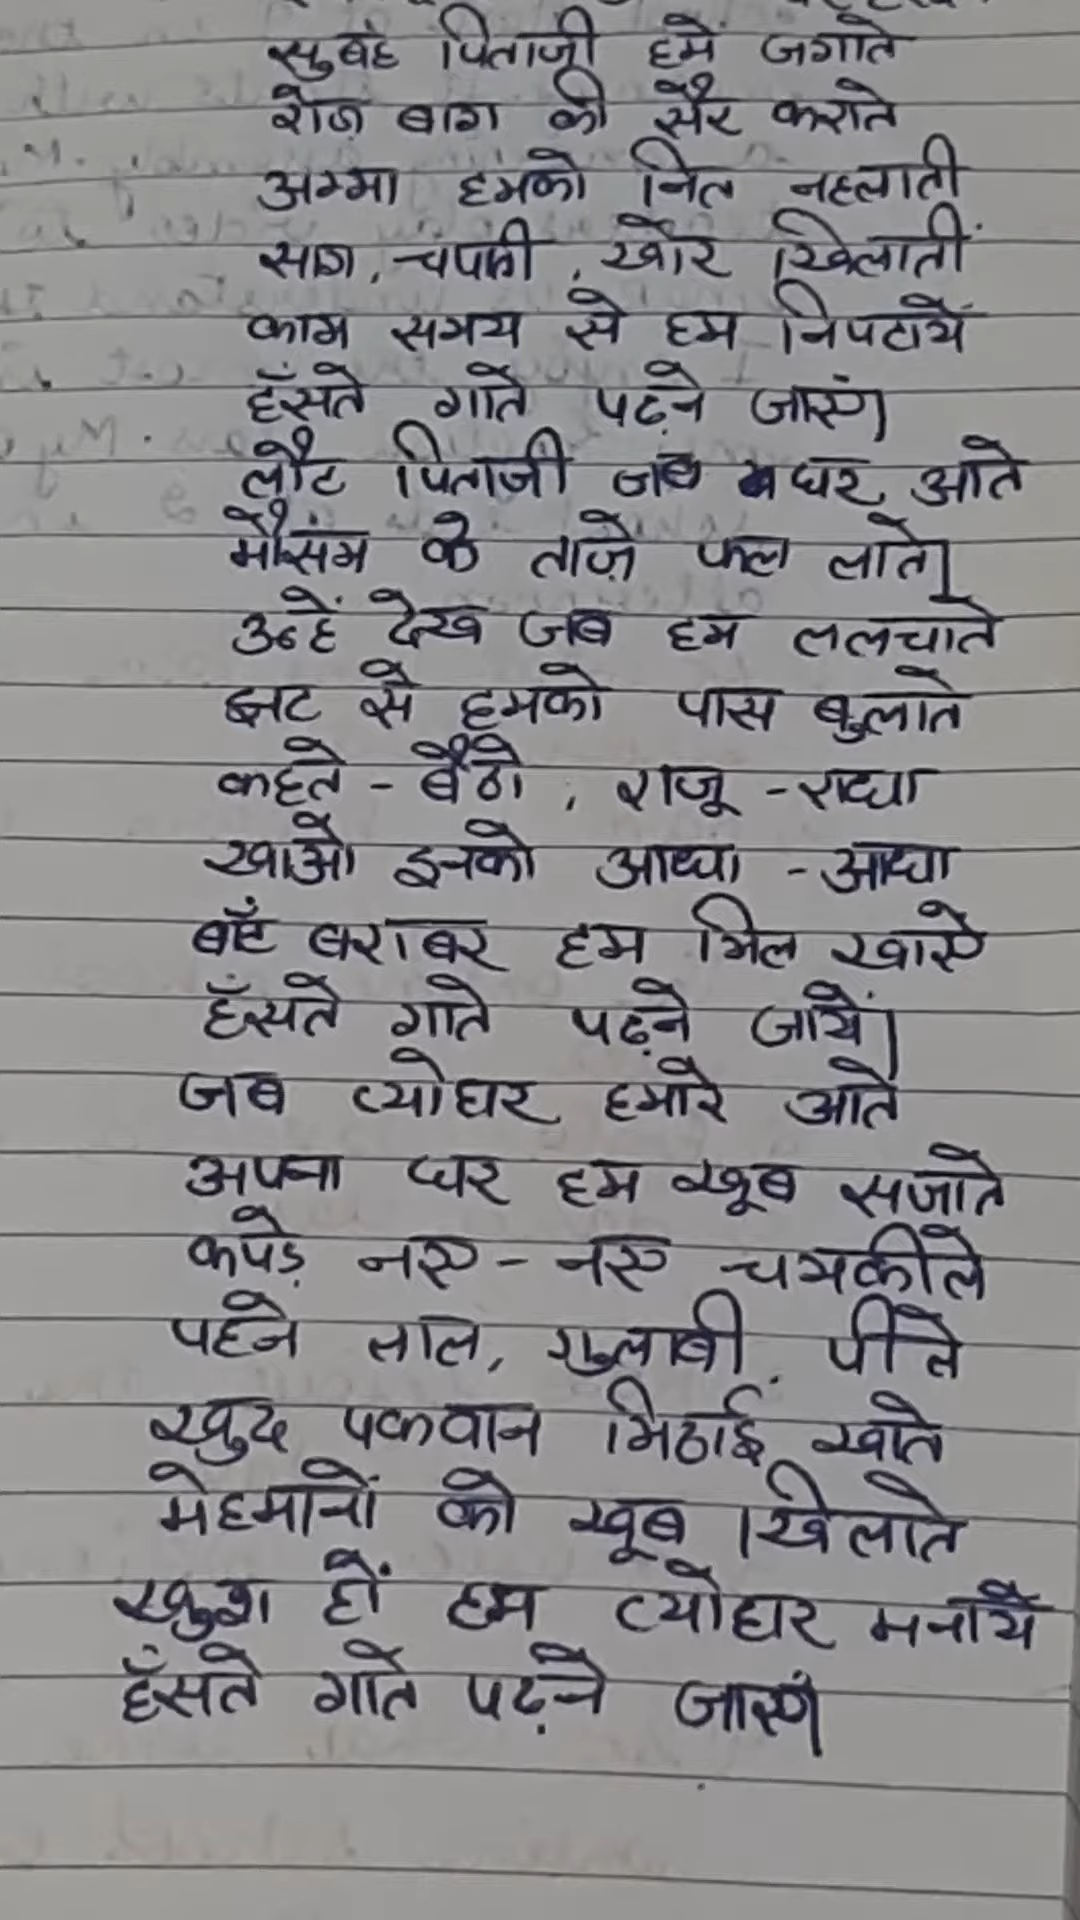 सुबह पिताजी हमें जगाते
रोज़ बाग की सैर कराते
अम्मा हमको नित नहलाती
साग, चपाती, खीर खिलातीं
काम समय से हम निपटायें
हँसते गाते पढ़ने जाएं।
लौट पिताजी जब घर आते
मौसम के ताज़े फल लाते।
उन्हें देख जब हम ललचाते
झट से हमको पास बुलाते
कहते - बैठो, राजू - राधा
खाओ इनको आधा - आधा
बाँट बराबर हम मिल खाएे
हँसते गाते पढ़ने जायें।
जब त्योहार हमारे आते
अपना घर हम खूब सजाते
कपड़े नए - नए चमकीले
पहने लाल, गुलाबी, पीले
खुद पकवान मिठाई खाते
मेहमानों को खूब खिलाते
खुश हों हम त्योहार मनायें
हँसते गाते पढ़ने जाएं।